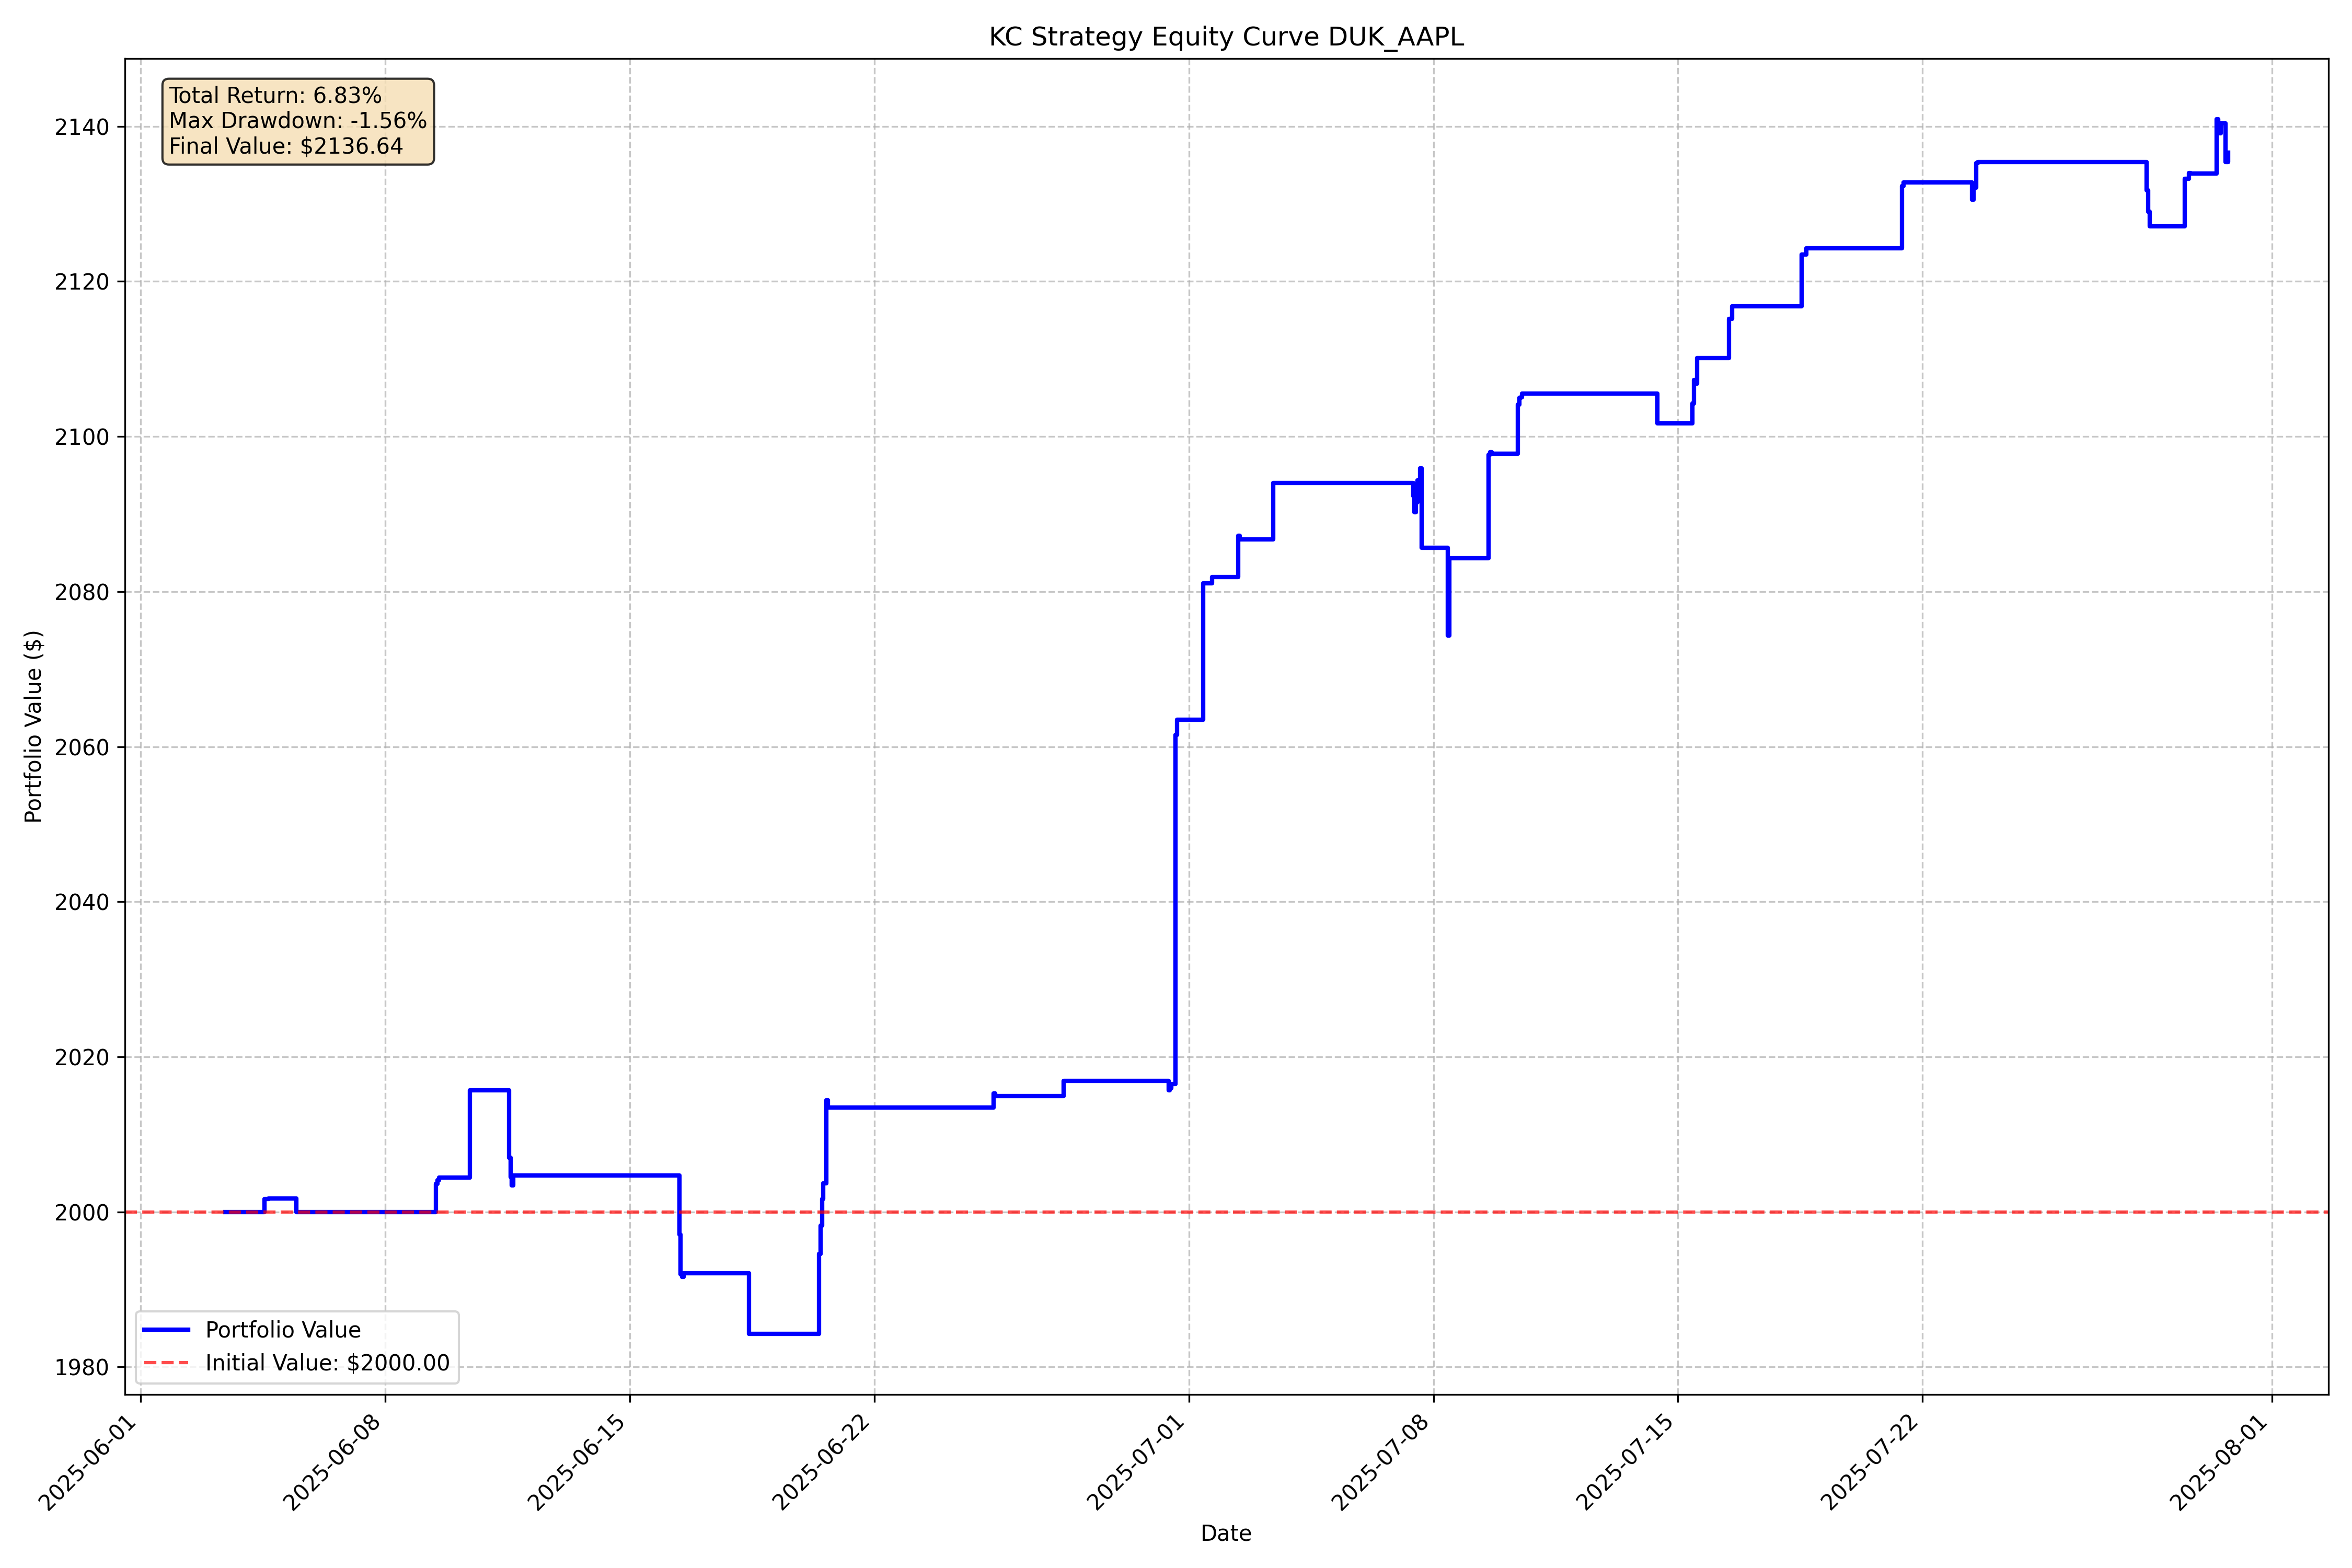 KC Strategy Equity Curve DUK_AAPL
Total Return: 6.83%
Max Drawdown: -1.56%
Final Value: $2136.64
2140
2120
2100
2080
2060
2040
2020
2000
1980
Portfolio Value ($)
Portfolio Value
Initial Value: $2000.00
2025-06-01
2025-06-08
2025-06-15
2025-06-22
2025-07-01
2025-07-08
2025-07-15
2025-07-22
2025-08-01
Date